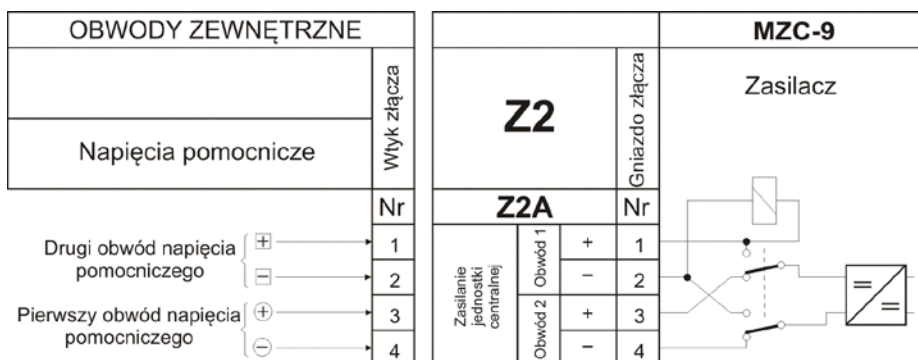 OBWODY ZEWNĘTRZNE
MZC-9
Wtyk złącza
Z2
Gniazdo złącza
Zasilacz
Napięcia pomocnicze
Nr
Z2A
Nr
Drugi obwód napięcia
pomocniczego
+
−
1
2
Pierwszy obwód napięcia
pomocniczego
+
−
3
4
Zasilanie
jednostki
centralnej
Obwód 1
+
1
−
2
Obwód 2
+
3
−
4